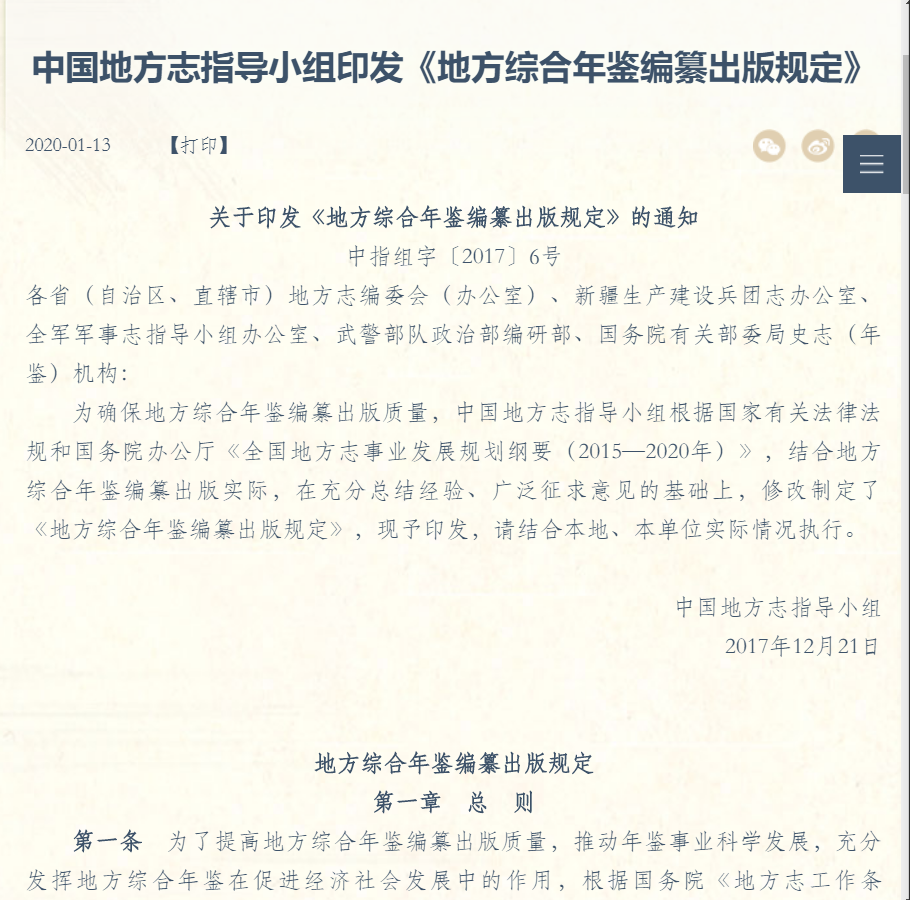 中国地方志指导小组印发《地方综合年鉴编纂出版规定》
2020-01-13 【打印】
关于印发《地方综合年鉴编纂出版规定》的通知
中指组字〔2017〕6号
各省（自治区、直辖市）地方志编委会（办公室）、新疆生产建设兵团志办公室、
全军军事志指导小组办公室、武警部队政治部编研部、国务院有关部委局史志（年
鉴）机构：
为确保地方综合年鉴编纂出版质量，中国地方志指导小组根据国家有关法律法
规和国务院办公厅《全国地方志事业发展规划纲要（2015—2020年）》，结合地方
综合年鉴编纂出版实际，在充分总结经验、广泛征求意见的基础上，修改制定了
《地方综合年鉴编纂出版规定》，现予印发，请结合本地、本单位实际情况执行。
中国地方志指导小组
2017年12月21日
地方综合年鉴编纂出版规定
第一章 总 则
第一条 为了提高地方综合年鉴编纂出版质量，推动年鉴事业科学发展，充分
发挥地方综合年鉴在促进经济社会发展中的作用，根据国务院《地方志工作条